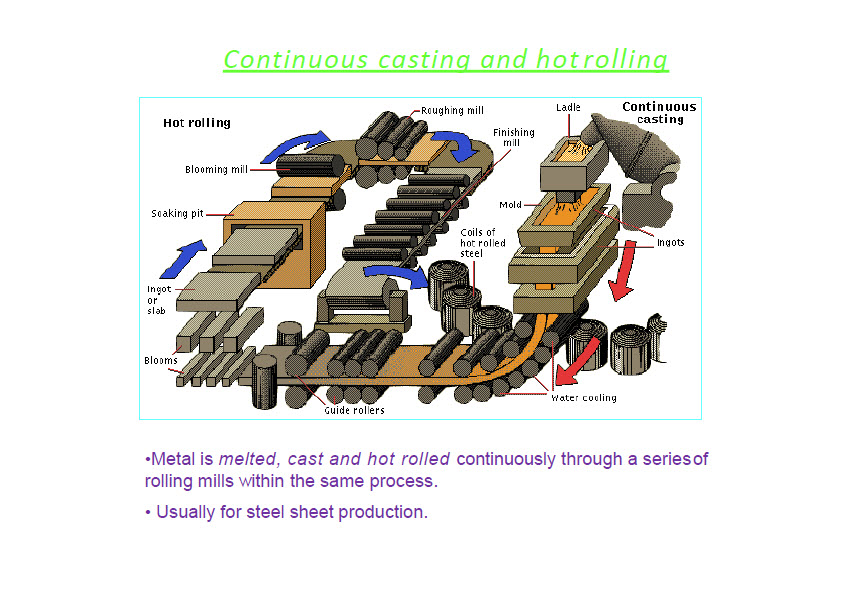 Continuous casting and hot rolling
Hot rolling
Roughing mill
Ladle
Continuous
casting
Finishing
mill
Blooming mill
Soaking pit
Mold
Coils of
hot rolled
steel
Ingots
Ingot
or
slab
Blooms
Water cooling
Guide rollers
•Metal is melted, cast and hot rolled continuously through a series of
rolling mills within the same process.
• Usually for steel sheet production.